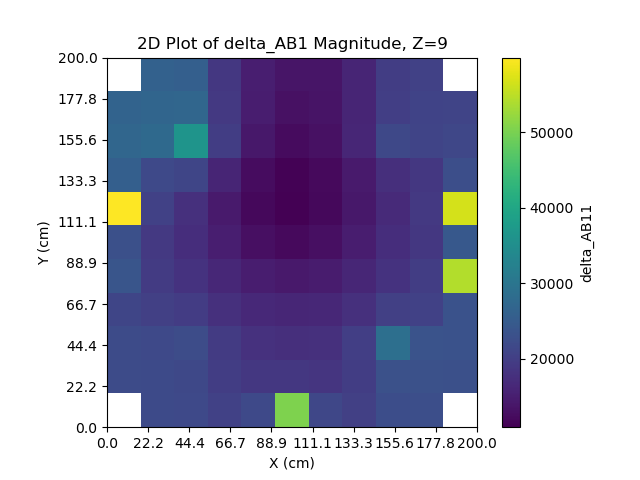 2D Plot of delta_AB1 Magnitude, Z=9
200.0
177.8
155.6
133.3
111.1
88.9
66.7
44.4
22.2
0.0
Y (cm)
0.0 22.2 44.4 66.7 88.9 111.1 133.3 155.6 177.8 200.0
X (cm)
50000
40000
30000
20000
delta_AB11